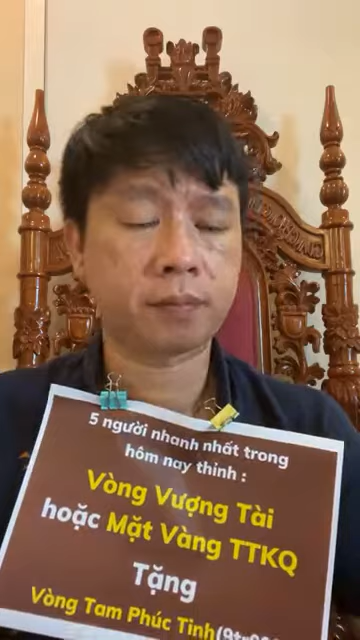 5 người nhanh nhất trong
hôm nay thỉnh :
Vòng Vượng Tài
hoặc Mặt Vàng TTKQ
Tặng
Vòng Tam Phúc Tinh